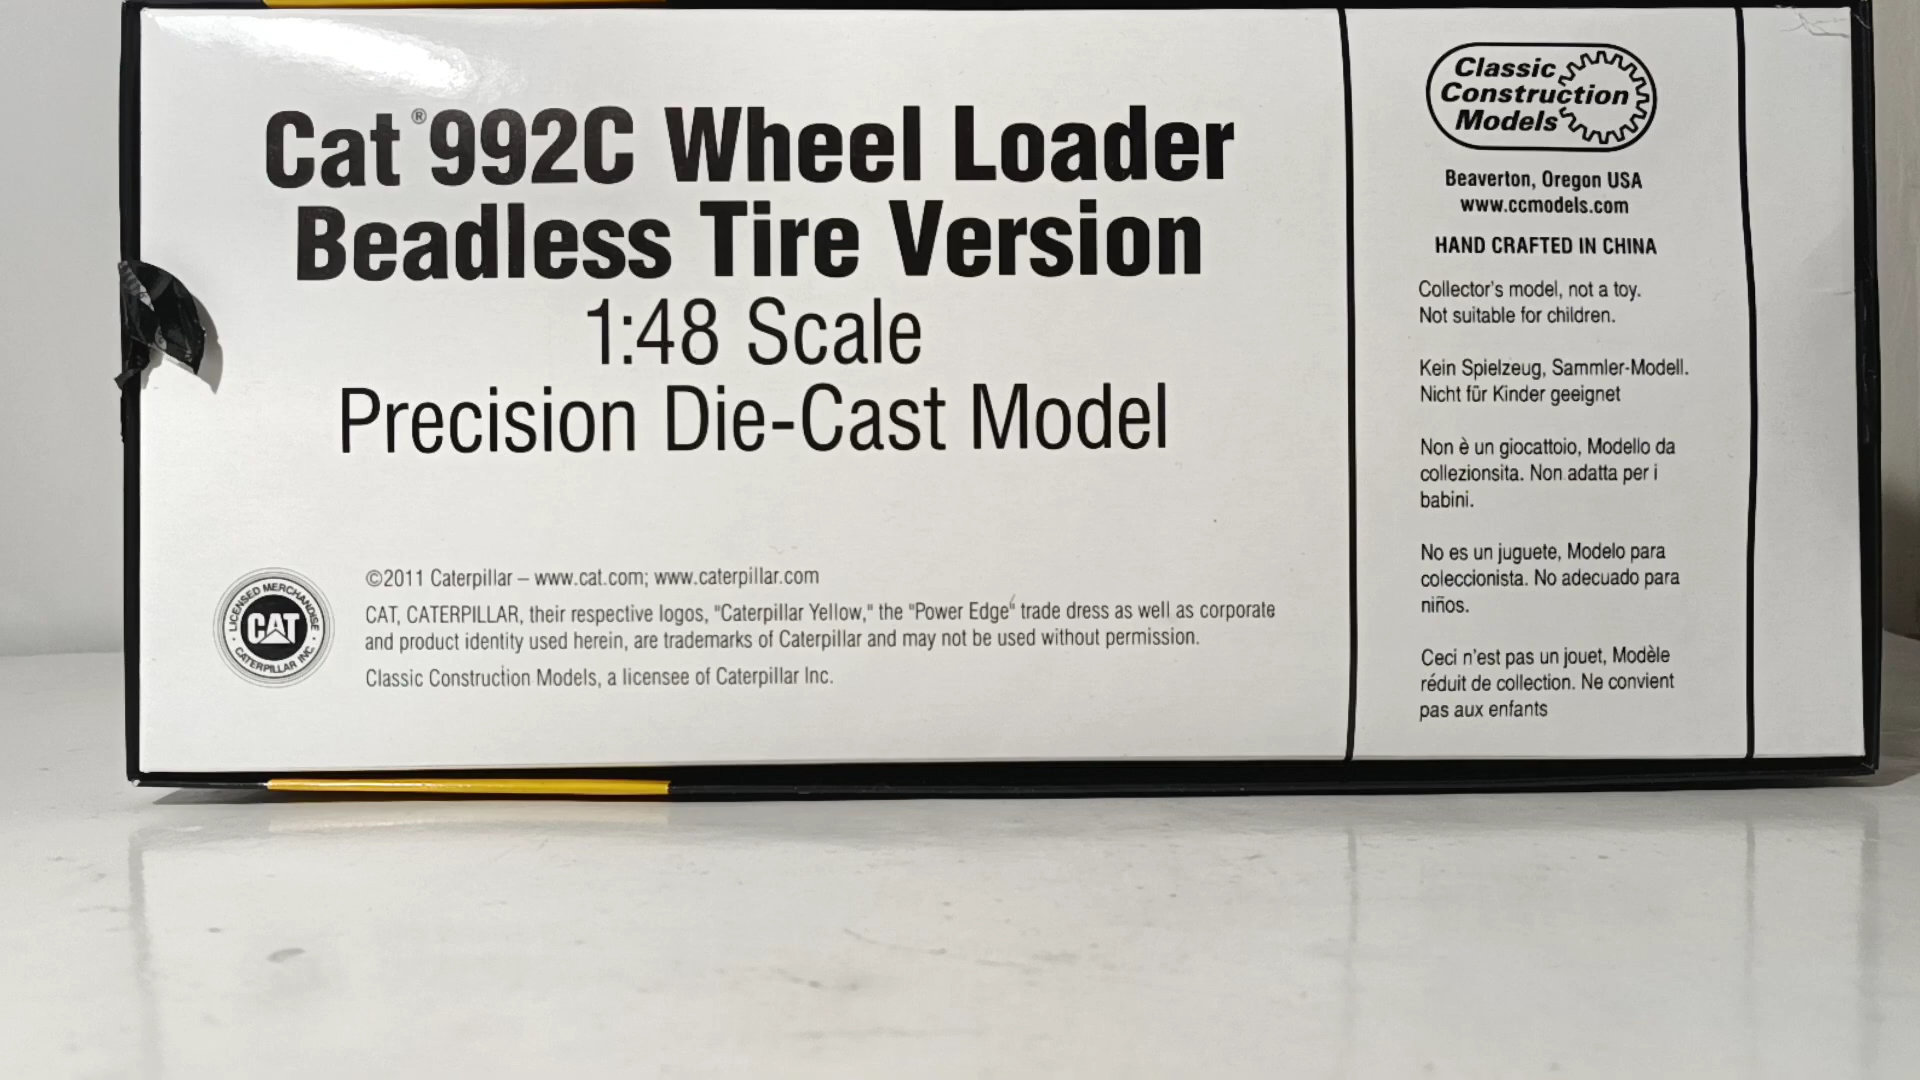 Cat® 992C Wheel Loader
Beadless Tire Version
1:48 Scale
Precision Die-Cast Model
LICENSED MERCHANDISE
CAT
CATERPILLAR INC.
©2011 Caterpillar – www.cat.com; www.caterpillar.com
CAT, CATERPILLAR, their respective logos, "Caterpillar Yellow," the "Power Edge" trade dress as well as corporate
and product identity used herein, are trademarks of Caterpillar and may not be used without permission.
Classic Construction Models, a licensee of Caterpillar Inc.
Classic
Construction
Models
Beaverton, Oregon USA
www.ccmodels.com
HAND CRAFTED IN CHINA
Collector's model, not a toy.
Not suitable for children.
Kein Spielzeug, Sammler-Modell.
Nicht für Kinder geeignet
Non è un giocattoio, Modello da
collezionsita. Non adatta per i
babini.
No es un juguete, Modelo para
coleccionista. No adecuado para
niños.
Ceci n'est pas un jouet, Modèle
réduit de collection. Ne convient
pas aux enfants